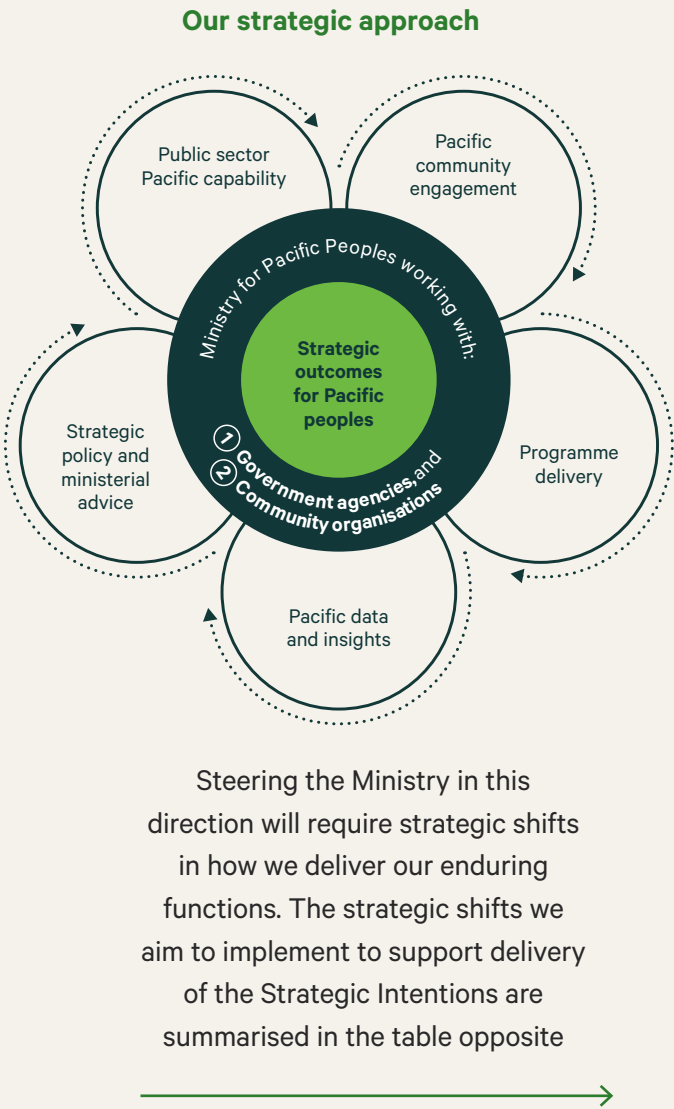 Our strategic approach
Public sector
Pacific capability
Pacific
community
engagement
Ministry for Pacific Peoples working with:
Strategic
outcomes
for Pacific
peoples
1 Government agencies, and
2 Community organisations
Strategic
policy and
ministerial
advice
Programme
delivery
Pacific data
and insights
Steering the Ministry in this
direction will require strategic shifts
in how we deliver our enduring
functions. The strategic shifts we
aim to implement to support delivery
of the Strategic Intentions are
summarised in the table opposite